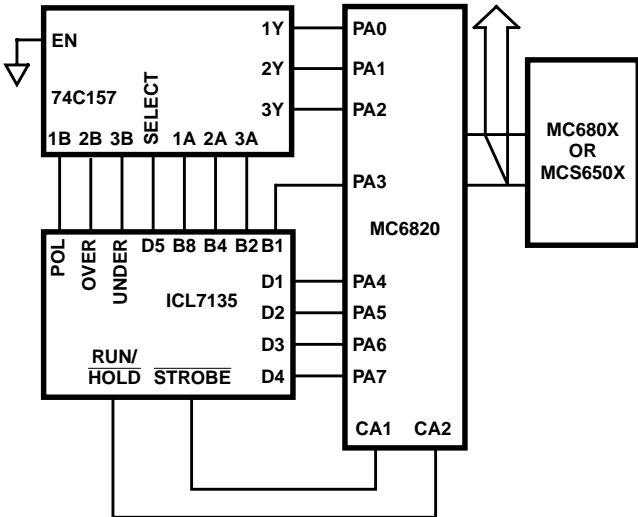 EN
74C157
SELECT
1Y
2Y
3Y
1B 2B 3B 1A 2A 3A
PA0
PA1
PA2
PA3
MC6820
PA4
PA5
PA6
PA7
CA1 CA2
MC680X
OR
MCS650X
POL
OVER
UNDER
D5 B8 B4 B2 B1
ICL7135
D1
D2
D3
D4
RUN/
HOLD STROBE